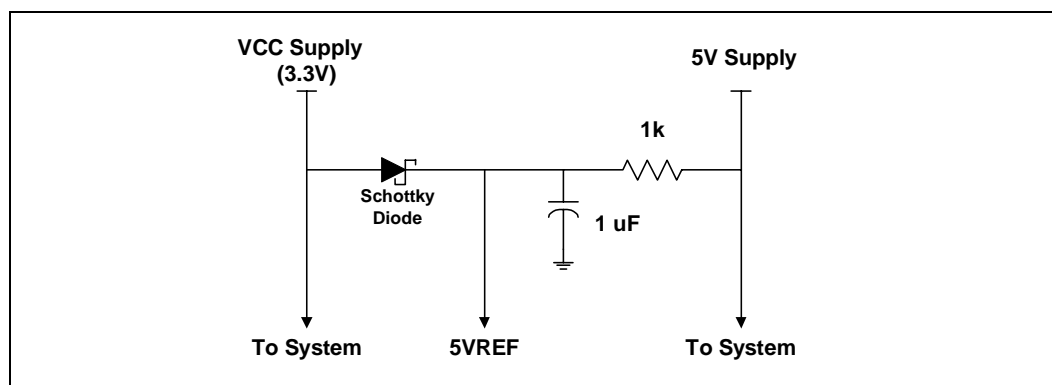 VCC Supply
(3.3V)
5V Supply
1k
Schottky
Diode
1 uF
To System
5VREF
To System